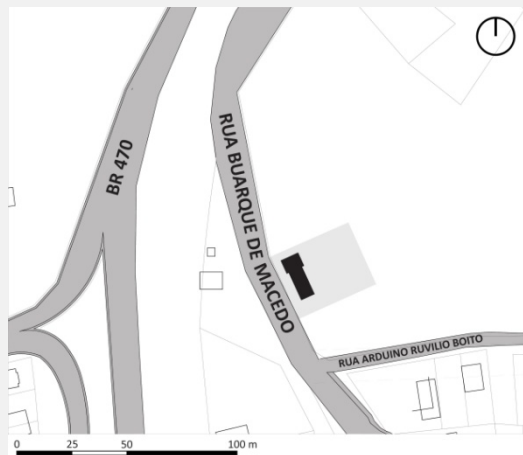 BR 470
RUA BUARQUE DE MACEDO
RUA ARDUINO RUVILIO BOITO
0 25 50 100 m